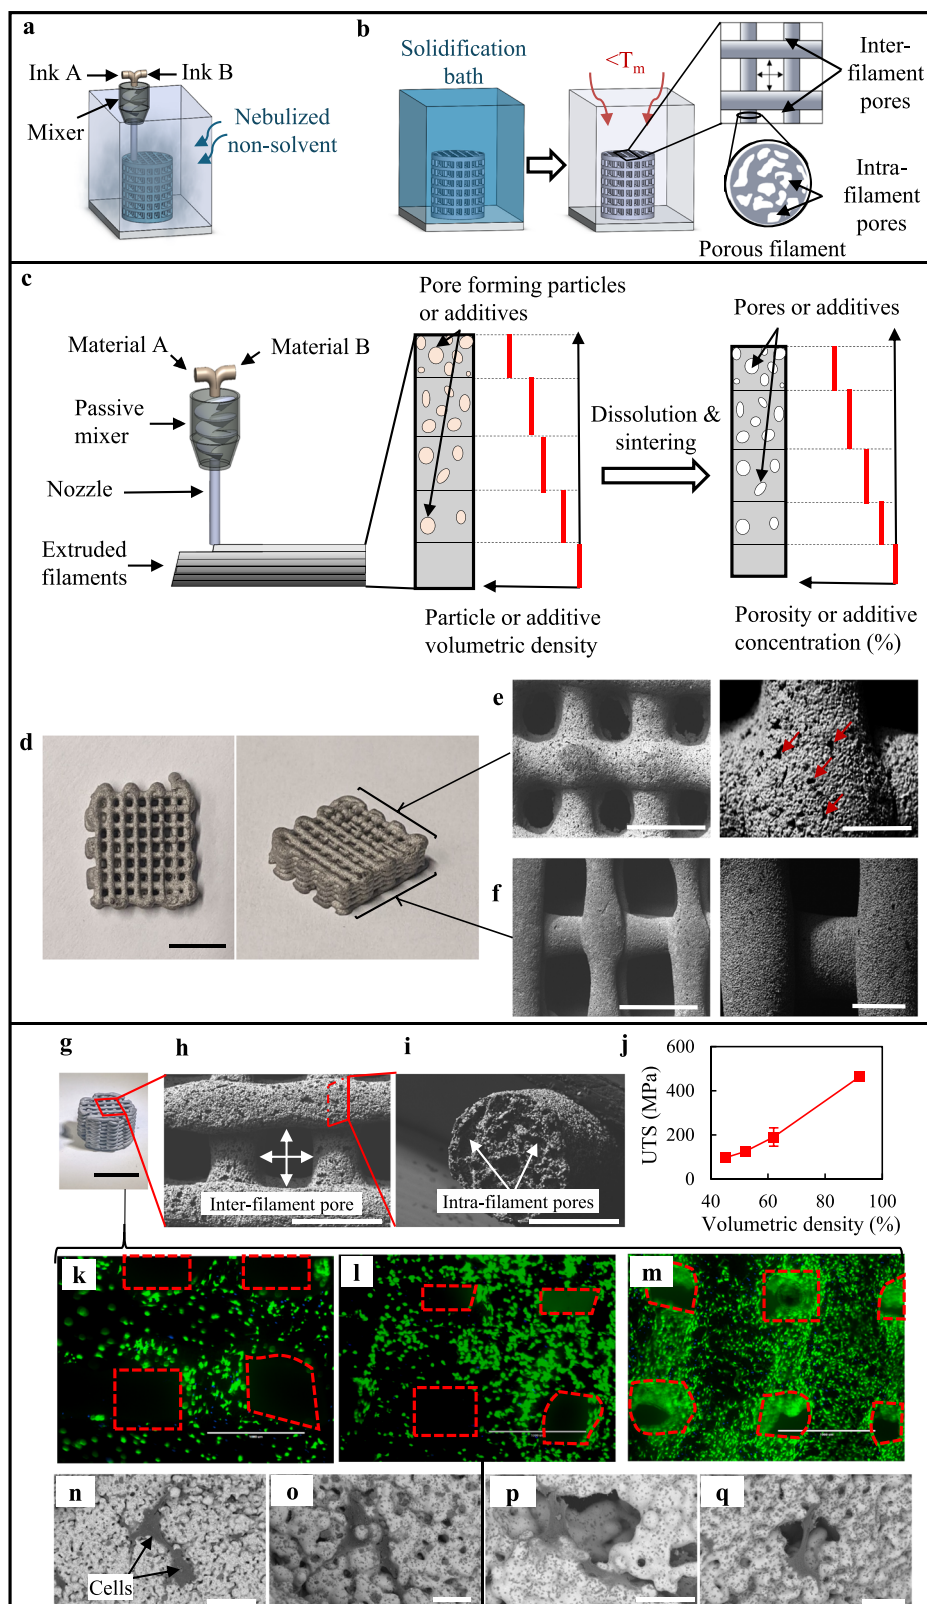 a
Ink A
Ink B
Mixer
Nebulized
non-solvent
b
Solidification
bath
<Tm
Inter-
filament
pores
Intra-
filament
pores
Porous filament
c
Material A
Material B
Passive
mixer
Nozzle
Extruded
filaments
Pore forming particles
or additives
Particle or additive
volumetric density
Dissolution &
sintering
Pores or additives
Porosity or additive
concentration (%)
d
e
f
g
h
Inter-filament pore
i
Intra-filament pores
j
UTS (MPa)
600
400
200
0
40
60
80
100
Volumetric density (%)
k
l
m
n
Cells
o
p
q